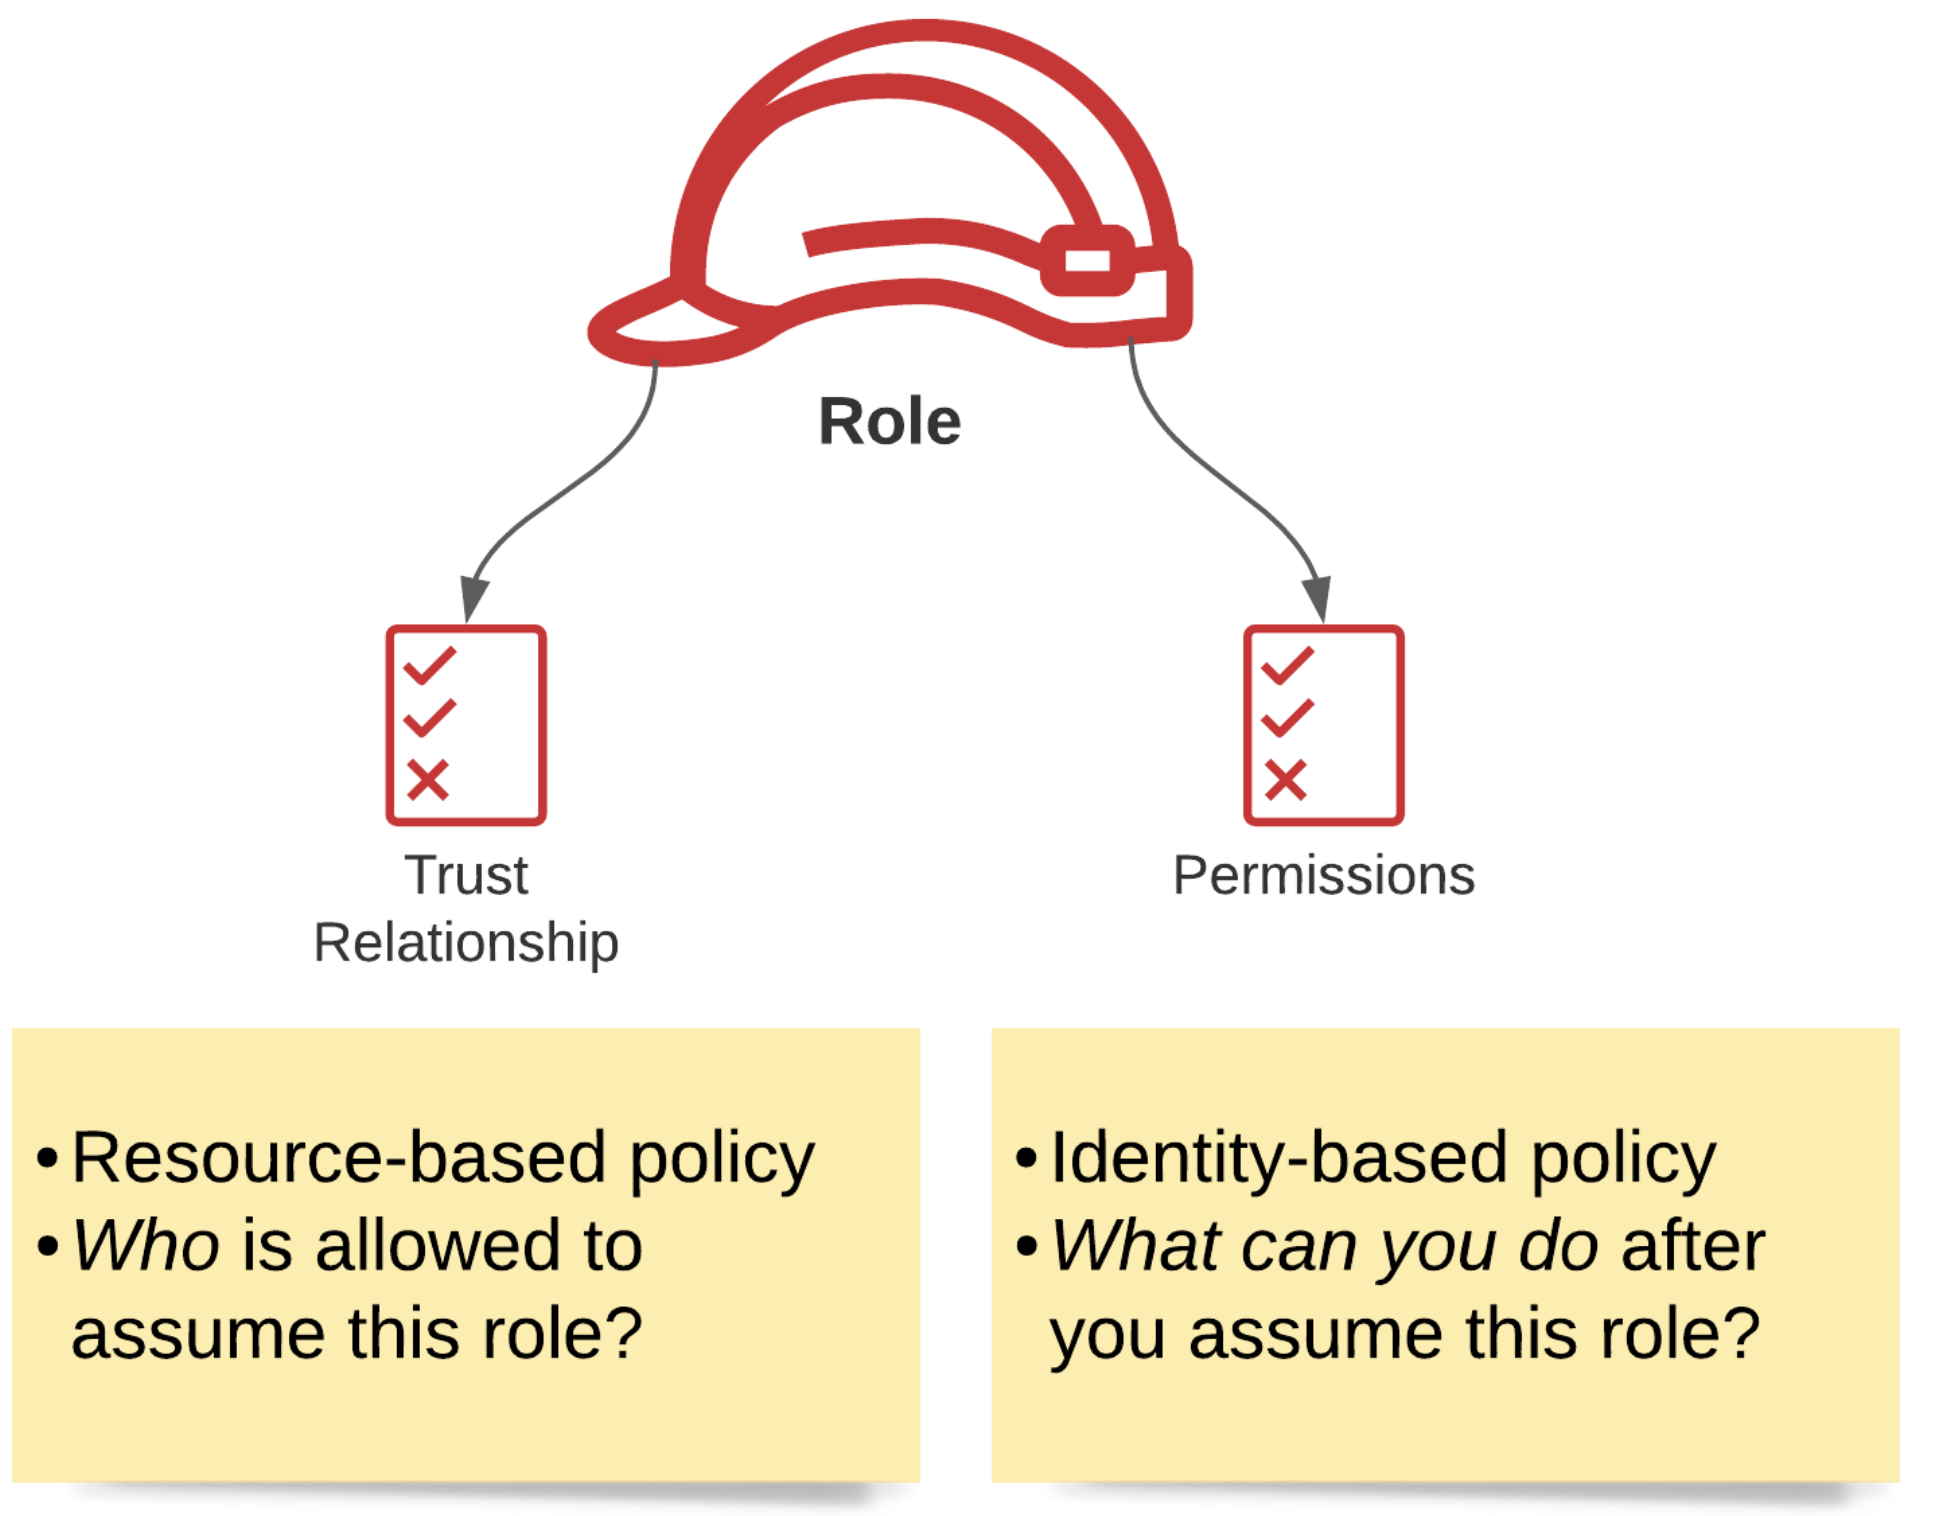 Role
Trust
Relationship
Permissions
• Resource-based policy
• Who is allowed to
assume this role?
• Identity-based policy
• What can you do after
you assume this role?